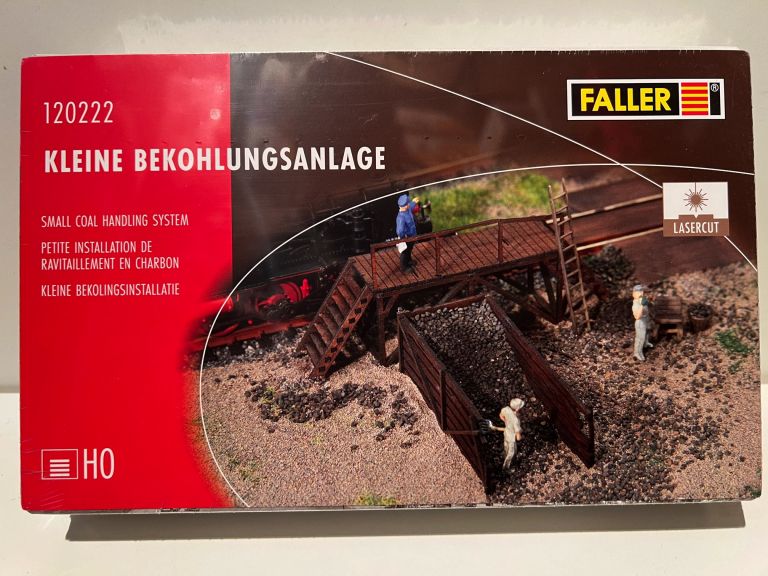 120222
FALLER®
KLEINE BEKOHLUNGSANLAGE
SMALL COAL HANDLING SYSTEM
PETITE INSTALLATION DE
RAVITAILLEMENT EN CHARBON
KLEINE BEKOLINGSINSTALLATIE
LASERCUT
H0